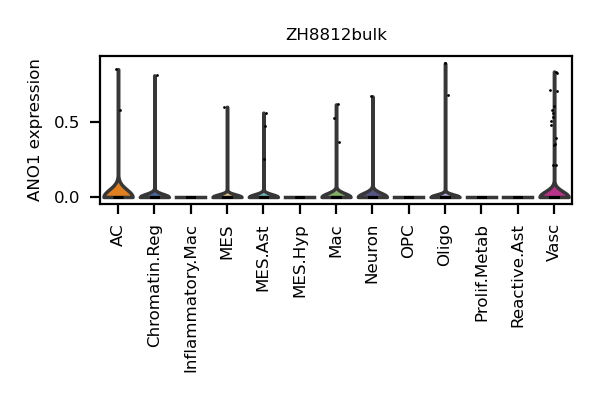 ZH8812bulk
ANO1 expression
0.5
0.0
AC
Chromatin.Reg
Inflammatory.Mac
MES
MES.Ast
MES.Hyp
Mac
Neuron
OPC
Oligo
Prolif.Metab
Reactive.Ast
Vasc